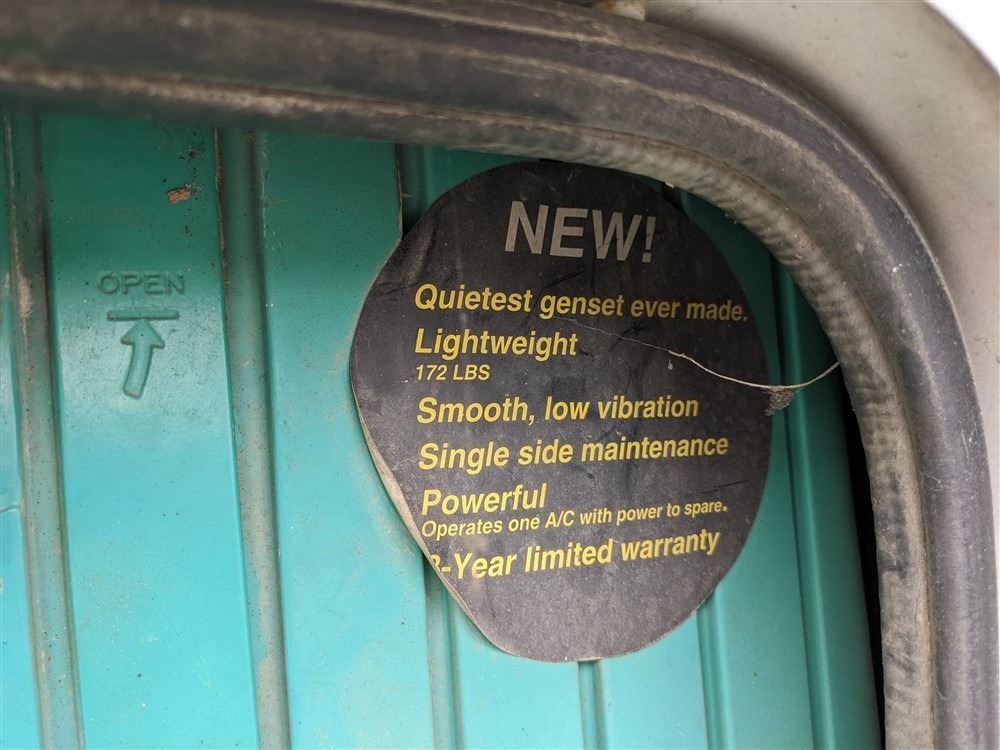 OPEN
NEW!
Quietest genset ever made.
Lightweight
172 LBS
Smooth, low vibration
Single side maintenance
Powerful
Operates one A/C with power to spare.
-Year limited warranty